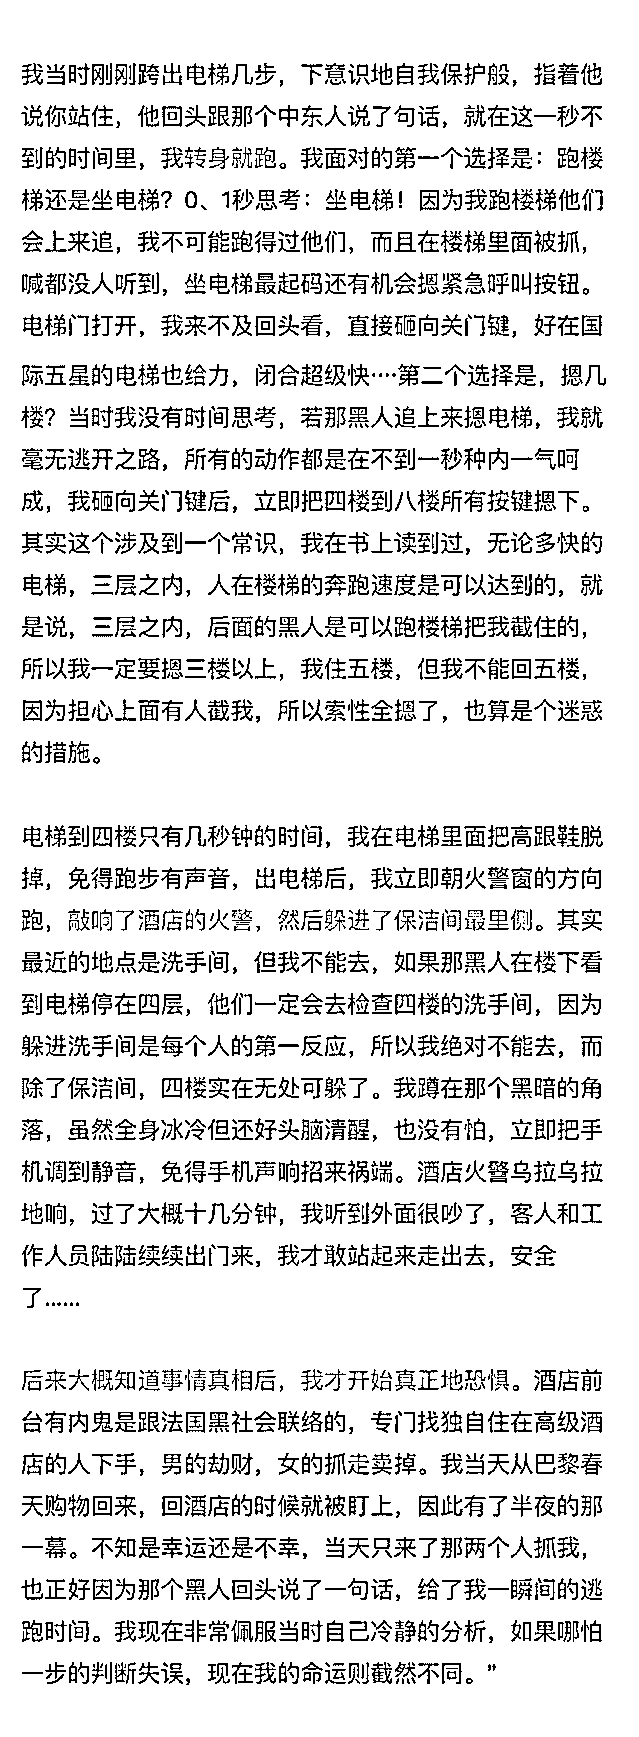 我当时刚刚跨出电梯几步，下意识地自我保护般，指着他
说你站住，他回头跟那个中东人说了句话，就在这一秒不
到的时间里，我转身就跑。我面对的第一个选择是：跑楼
梯还是坐电梯？0、1秒思考：坐电梯！因为我跑楼梯他们
会上来追，我不可能跑得过他们，而且在楼梯里面被抓，
喊都没人听到，坐电梯最起码还有机会摁紧急呼叫按钮。
电梯门打开，我来不及回头看，直接砸向关门键，好在国
际五星的电梯也给力，闭合超级快····第二个选择是，摁几
楼？当时我没有时间思考，若那黑人追上来摁电梯，我就
毫无逃开之路，所有的动作都是在不到一秒种内一气呵
成，我砸向关门键后，立即把四楼到八楼所有按键摁下。
其实这个涉及到一个常识，我在书上读到过，无论多快的
电梯，三层之内，人在楼梯的奔跑速度是可以达到的，就
是说，三层之内，后面的黑人是可以跑楼梯把我截住的，
所以我一定要摁三楼以上，我住五楼，但我不能回五楼，
因为担心上面有人截我，所以索性全摁了，也算是个迷惑
的措施。
电梯到四楼只有几秒钟的时间，我在电梯里面把高跟鞋脱
掉，免得跑步有声音，出电梯后，我立即朝火警窗的方向
跑，敲响了酒店的火警，然后躲进了保洁间最里侧。其实
最近的地点是洗手间，但我不能去，如果那黑人在楼下看
到电梯停在四层，他们一定会去检查四楼的洗手间，因为
躲进洗手间是每个人的第一反应，所以我绝对不能去，而
除了保洁间，四楼实在无处可躲了。我蹲在那个黑暗的角
落，虽然全身冰冷但还好头脑清醒，也没有怕，立即把手
机调到静音，免得手机声响招来祸端。酒店火警乌拉乌拉
地响，过了大概十几分钟，我听到外面很吵了，客人和工
作人员陆陆续续出门来，我才敢站起来走出去，安全
了......
后来大概知道事情真相后，我才开始真正地恐惧。酒店前
台有内鬼是跟法国黑社会联络的，专门找独自住在高级酒
店的人下手，男的劫财，女的抓走卖掉。我当天从巴黎春
天购物回来，回酒店的时候就被盯上，因此有了半夜的那
一幕。不知是幸运还是不幸，当天只来了那两个人抓我，
也正好因为那个黑人回头说了一句话，给了我一瞬间的逃
跑时间。我现在非常佩服当时自己冷静的分析，如果哪怕
一步的判断失误，现在我的命运则截然不同。”